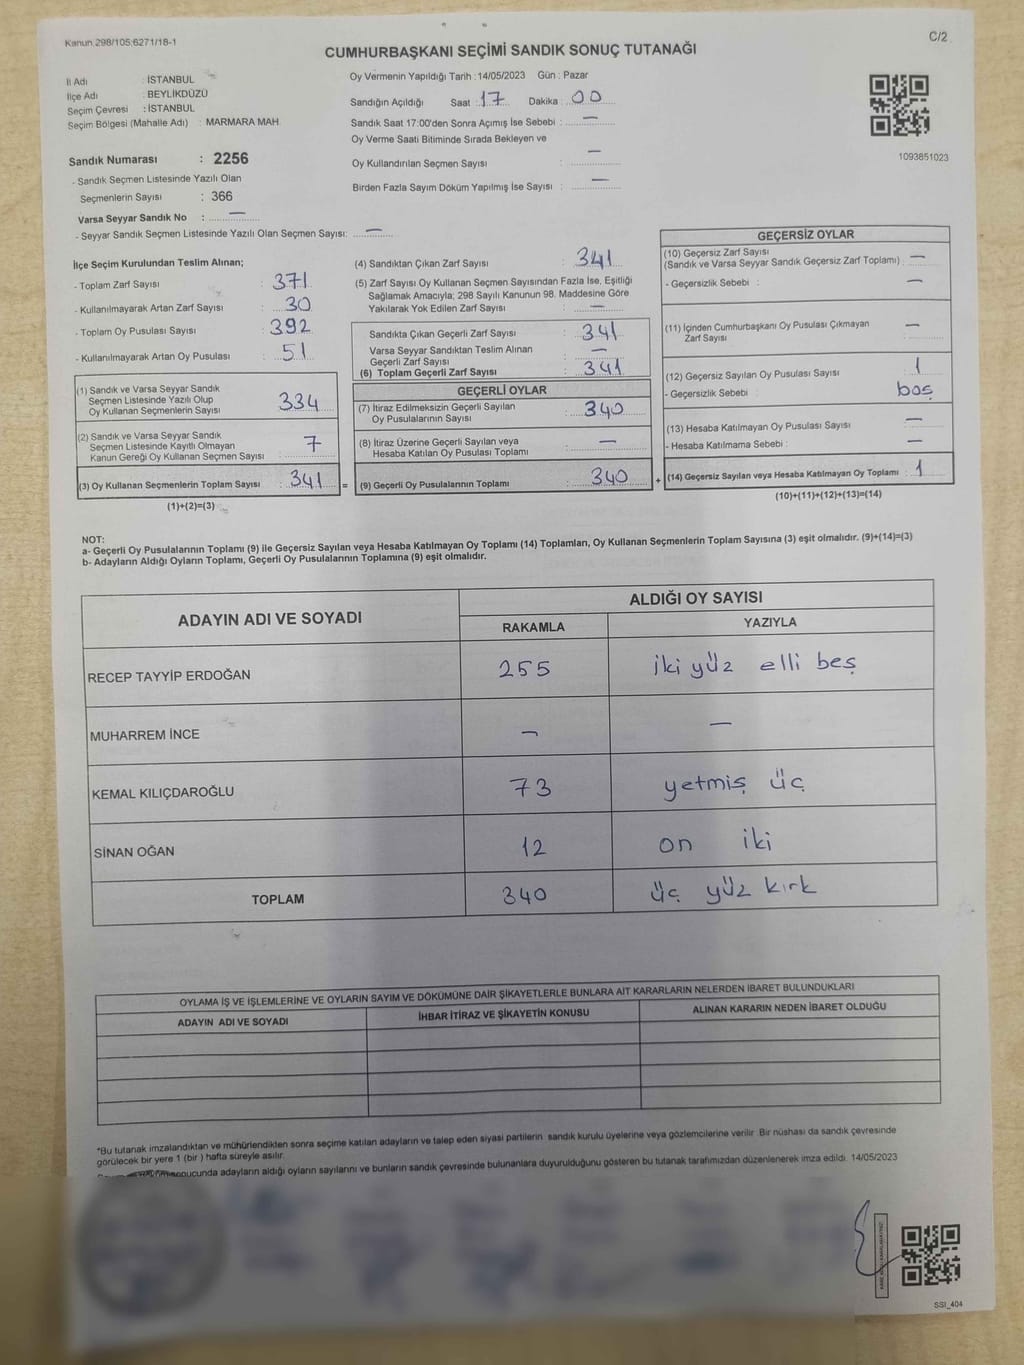 Kanun 298/105;6271/18-1
C/2
CUMHURBAŞKANI SEÇİMİ SANDIK SONUÇ TUTANAĞI
İl Adı : İSTANBUL
İlçe Adı : BEYLİKDÜZÜ
Seçim Çevresi : İSTANBUL
Seçim Bölgesi (Mahalle Adı) : MARMARA MAH.
Sandık Numarası : 2256
- Sandık Seçmen Listesinde Yazılı Olan
Seçmenlerin Sayısı : 366
Varsa Seyyar Sandık No : —
- Seyyar Sandık Seçmen Listesinde Yazılı Olan Seçmen Sayısı: —
Oy Vermenin Yapıldığı Tarih : 14/05/2023 Gün : Pazar
Sandığın Açıldığı Saat : 17 Dakika : 00
Sandık Saat 17:00'den Sonra Açımış İse Sebebi : —
Oy Verme Saati Bitiminde Sırada Bekleyen ve
Oy Kullandırılan Seçmen Sayısı : —
Birden Fazla Sayım Döküm Yapılmış İse Sayısı : —
1093851023
İlçe Seçim Kurulundan Teslim Alınan;
- Toplam Zarf Sayısı : 371
- Kullanılmayarak Artan Zarf Sayısı : 30
- Toplam Oy Pusulası Sayısı : 392
- Kullanılmayarak Artan Oy Pusulası : 51
(1) Sandık ve Varsa Seyyar Sandık
Seçmen Listesinde Yazılı Olup
Oy Kullanan Seçmenlerin Sayısı : 334
(2) Sandık ve Varsa Seyyar Sandık
Seçmen Listesinde Kayıtlı Olmayan
Kanun Gereği Oy Kullanan Seçmen Sayısı : 7
(3) Oy Kullanan Seçmenlerin Toplam Sayısı : 341 =
(1)+(2)=(3)
(4) Sandıktan Çıkan Zarf Sayısı : 341
(5) Zarf Sayısı Oy Kullanan Seçmen Sayısından Fazla İse, Eşitliği
Sağlamak Amacıyla; 298 Sayılı Kanunun 98. Maddesine Göre
Yakılarak Yok Edilen Zarf Sayısı : —
Sandıkta Çıkan Geçerli Zarf Sayısı : 341
Varsa Seyyar Sandıktan Teslim Alınan
Geçerli Zarf Sayısı : —
(6) Toplam Geçerli Zarf Sayısı : 341
GEÇERLİ OYLAR
(7) İtiraz Edilmeksizin Geçerli Sayılan
Oy Pusulalarının Sayısı : 340
(8) İtiraz Üzerine Geçerli Sayılan veya
Hesaba Katılan Oy Pusulası Toplamı : —
(9) Geçerli Oy Pusulalarının Toplamı : 340 +
GEÇERSİZ OYLAR
(10) Geçersiz Zarf Sayısı
(Sandık ve Varsa Seyyar Sandık Geçersiz Zarf Toplamı) : —
- Geçersizlik Sebebi : —
(11) İçinden Cumhurbaşkanı Oy Pusulası Çıkmayan
Zarf Sayısı : —
(12) Geçersiz Sayılan Oy Pusulası Sayısı : 1
- Geçersizlik Sebebi : boş
(13) Hesaba Katılmayan Oy Pusulası Sayısı : —
- Hesaba Katılmama Sebebi : —
(14) Geçersiz Sayılan veya Hesaba Katılmayan Oy Toplamı : 1
(10)+(11)+(12)+(13)=(14)
NOT:
a- Geçerli Oy Pusulalarının Toplamı (9) ile Geçersiz Sayılan veya Hesaba Katılmayan Oy Toplamı (14) Toplamları, Oy Kullanan Seçmenlerin Toplam Sayısına (3) eşit olmalıdır. (9)+(14)=(3)
b- Adayların Aldığı Oyların Toplamı, Geçerli Oy Pusulalarının Toplamına (9) eşit olmalıdır.
ADAYIN ADI VE SOYADI
ALDIĞI OY SAYISI
RAKAMLA YAZIYLA
RECEP TAYYİP ERDOĞAN 255 iki yüz elli beş
MUHARREM İNCE — —
KEMAL KILIÇDAROĞLU 73 yetmiş üç
SİNAN OĞAN 12 on iki
TOPLAM 340 üç yüz kırk
OYLAMA İŞ VE İŞLEMLERİNE VE OYLARIN SAYIM VE DÖKÜMÜNE DAİR ŞİKAYETLERLE BUNLARA AİT KARARLARIN NELERDEN İBARET BULUNDUKLARI
ADAYIN ADI VE SOYADI İHBAR İTİRAZ VE ŞİKAYETİN KONUSU ALINAN KARARIN NEDEN İBARET OLDUĞU
*Bu tutanak imzalandıktan ve mühürlendikten sonra seçime katılan adayların ve talep eden siyasi partilerin sandık kurulu üyelerine veya gözlemcilerine verilir. Bir nüshası da sandık çevresinde
görülecek bir yere 1 (bir ) hafta süreyle asılır.
adayların aldığı oyların sayılarını ve bunların sandık çevresinde bulunanlara duyurulduğunu gösteren bu tutanak tarafımızdan düzenlenerek imza edildi. 14/05/2023
SSI_404